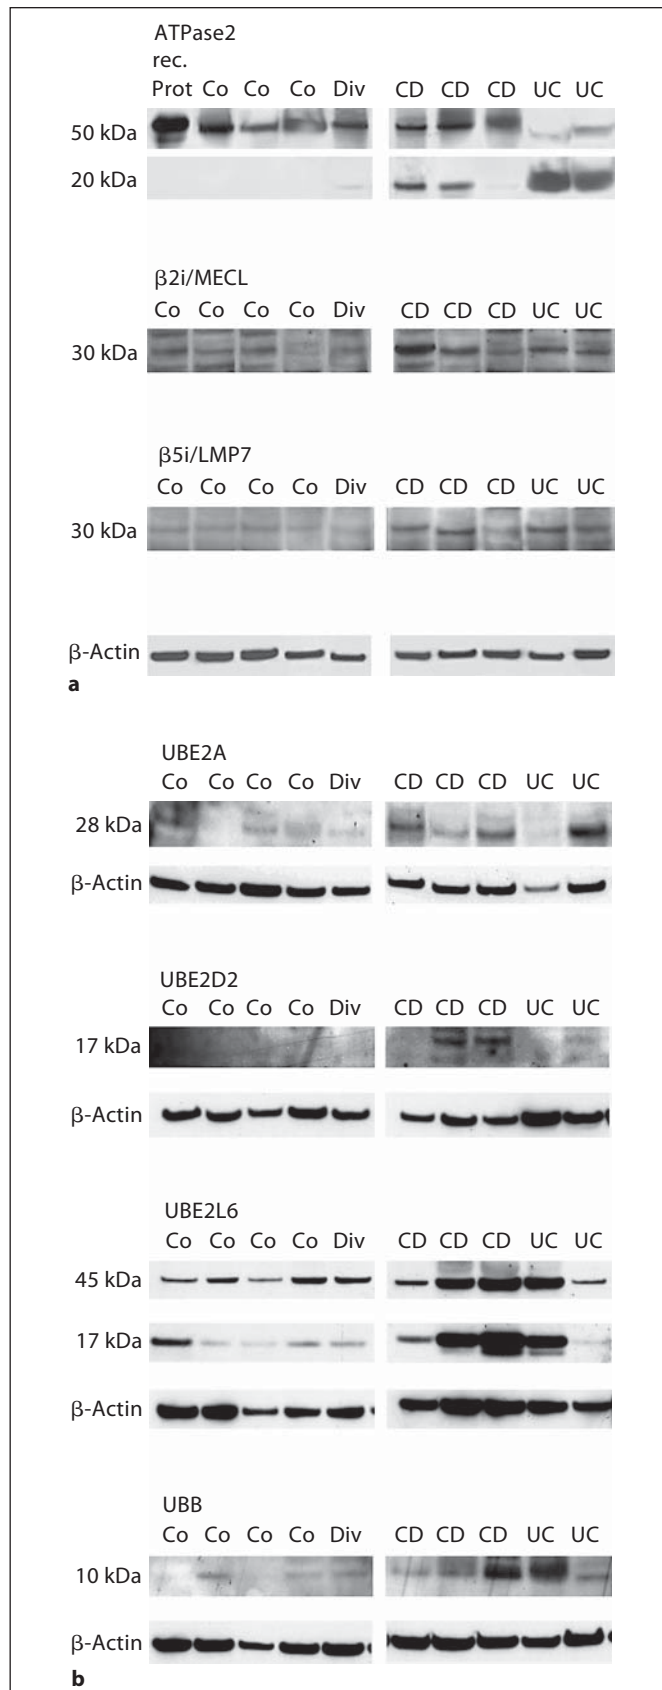 ATPase2
rec.
Prot Co Co Co Div CD CD CD UC UC
50 kDa
20 kDa
β2i/MECL
Co Co Co Co Div CD CD CD UC UC
30 kDa
β5i/LMP7
Co Co Co Co Div CD CD CD UC UC
30 kDa
β-Actin
a
UBE2A
Co Co Co Co Div CD CD CD UC UC
28 kDa
β-Actin
UBE2D2
Co Co Co Co Div CD CD CD UC UC
17 kDa
β-Actin
UBE2L6
Co Co Co Co Div CD CD CD UC UC
45 kDa
17 kDa
β-Actin
UBB
Co Co Co Co Div CD CD CD UC UC
10 kDa
β-Actin
b